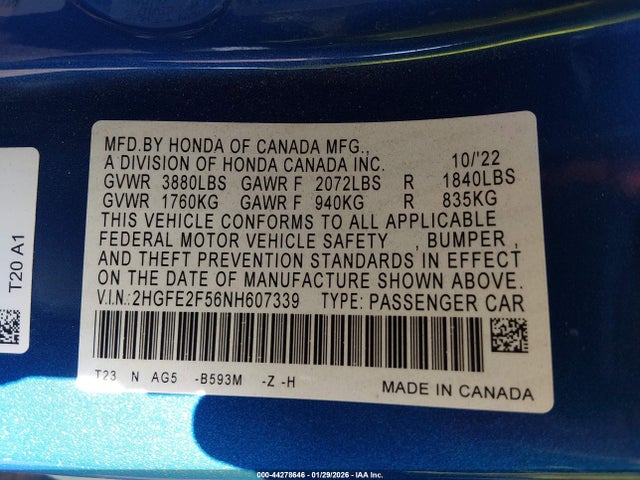 MFD.BY HONDA OF CANADA MFG.,
A DIVISION OF HONDA CANADA INC. 10/'22
GVWR 3880LBS GAWR F 2072LBS R 1840LBS
GVWR 1760KG GAWR F 940KG R 835KG
THIS VEHICLE CONFORMS TO ALL APPLICABLE
FEDERAL MOTOR VEHICLE SAFETY , BUMPER ,
AND THEFT PREVENTION STANDARDS IN EFFECT
ON THE DATE OF MANUFACTURE SHOWN ABOVE.
V.I.N.:2HGFE2F56NH607339 TYPE: PASSENGER CAR
T23 N AG5 -B593M -Z -H
MADE IN CANADA
T20 A1
000-44278646 - 01/29/2026 - IAA Inc.